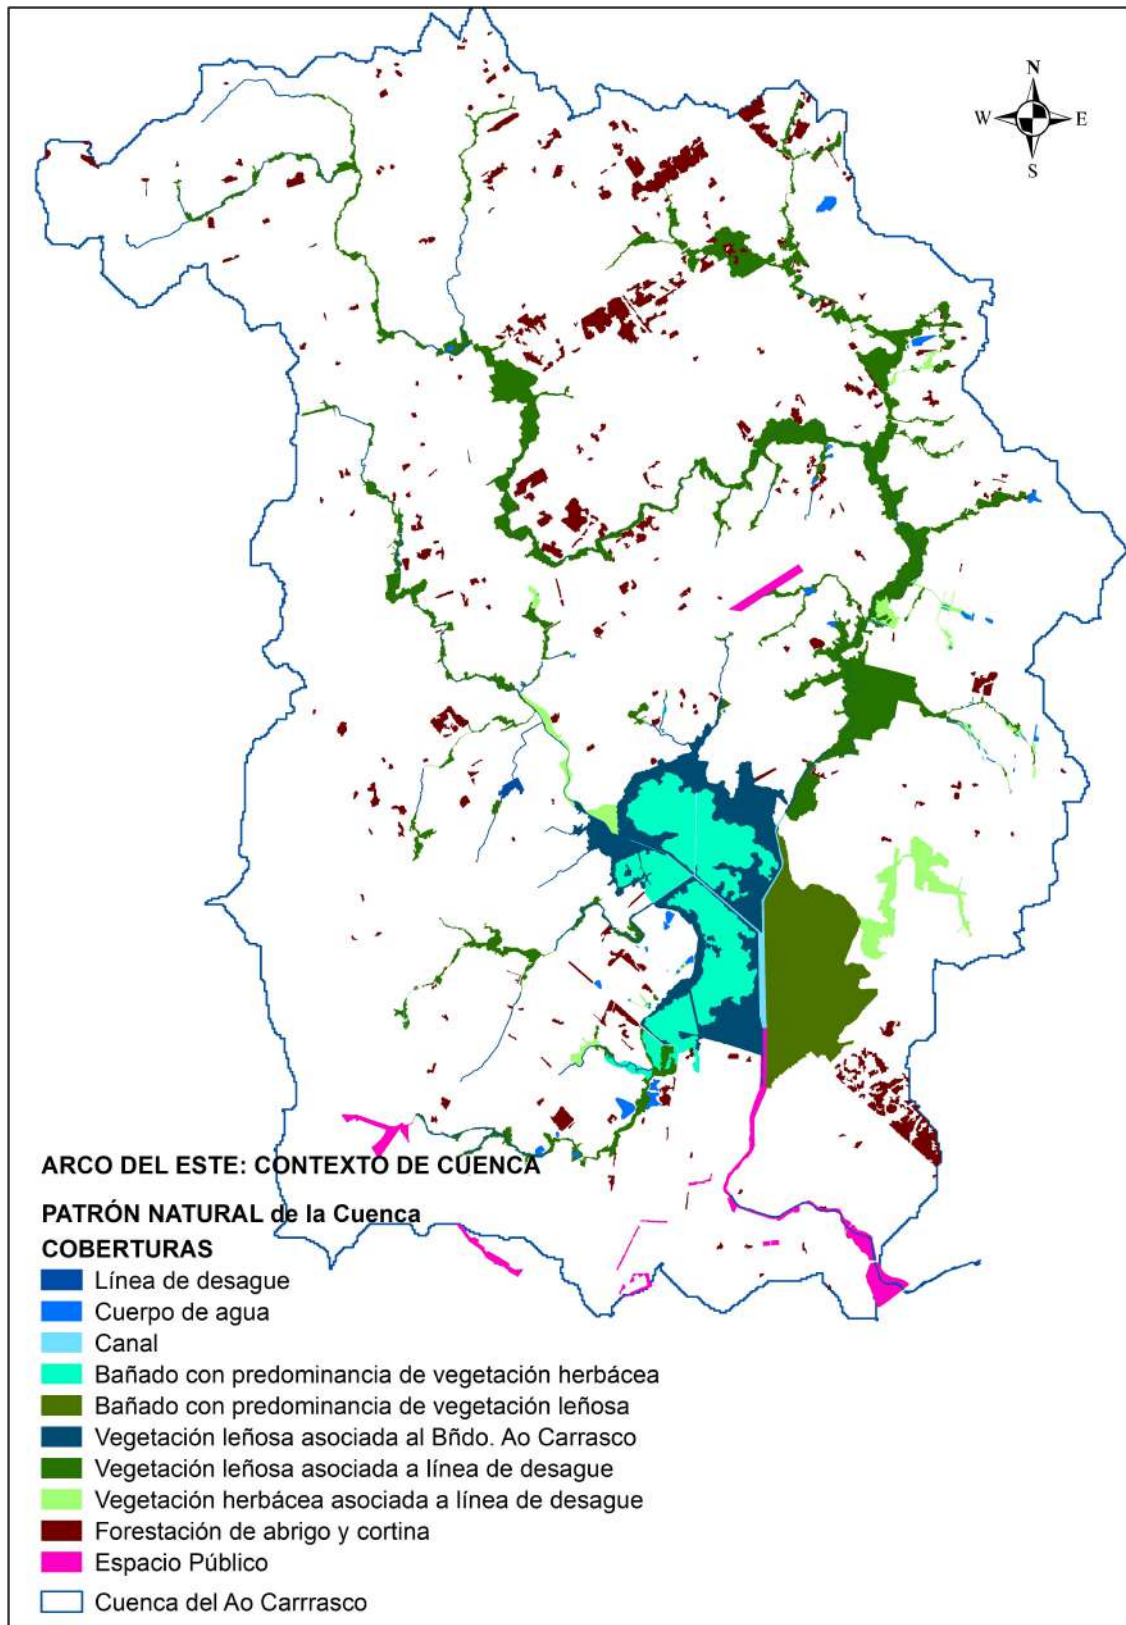 N
W E
S
ARCO DEL ESTE: CONTEXTO DE CUENCA
PATRÓN NATURAL de la Cuenca
COBERTURAS
Línea de desague
Cuerpo de agua
Canal
Bañado con predominancia de vegetación herbácea
Bañado con predominancia de vegetación leñosa
Vegetación leñosa asociada al Bñdo. Ao Carrasco
Vegetación leñosa asociada a línea de desague
Vegetación herbácea asociada a línea de desague
Forestación de abrigo y cortina
Espacio Público
Cuenca del Ao Carrrasco